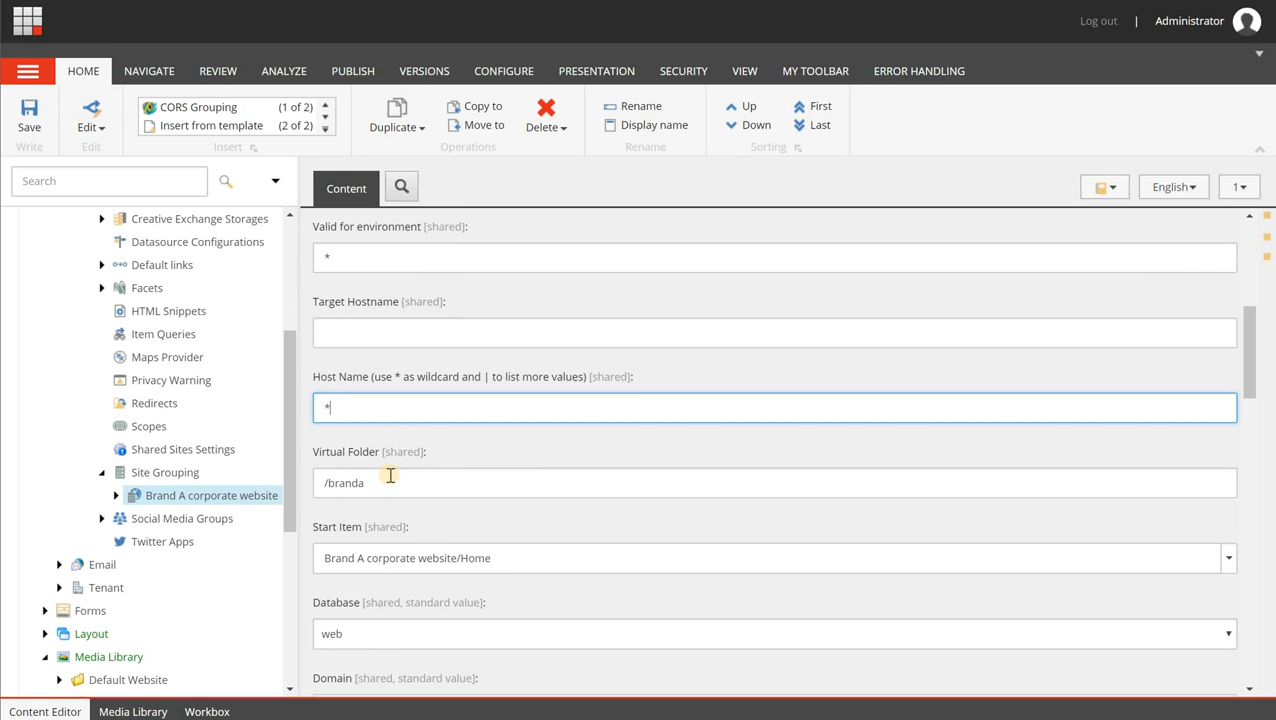 Log out | Administrator
HOME NAVIGATE REVIEW ANALYZE PUBLISH VERSIONS CONFIGURE PRESENTATION SECURITY VIEW MY TOOLBAR ERROR HANDLING
CORS Grouping (1 of 2)
Insert from template (2 of 2)
Save
Edit
Duplicate
Copy to
Move to
Delete
Rename
Display name
Up
Down
First
Last
Write
Edit
Insert
Operations
Rename
Sorting
Search
Content
English
1
Creative Exchange Storages
Datasource Configurations
Default links
Facets
HTML Snippets
Item Queries
Maps Provider
Privacy Warning
Redirects
Scopes
Shared Sites Settings
Site Grouping
Brand A corporate website
Social Media Groups
Twitter Apps
Email
Tenant
Forms
Layout
Media Library
Default Website
Valid for environment [shared]:
*
Target Hostname [shared]:
Host Name (use * as wildcard and | to list more values) [shared]:
*
Virtual Folder [shared]:
/branda
Start Item [shared]:
Brand A corporate website/Home
Database [shared, standard value]:
web
Domain [shared, standard value]:
Content Editor Media Library Workbox